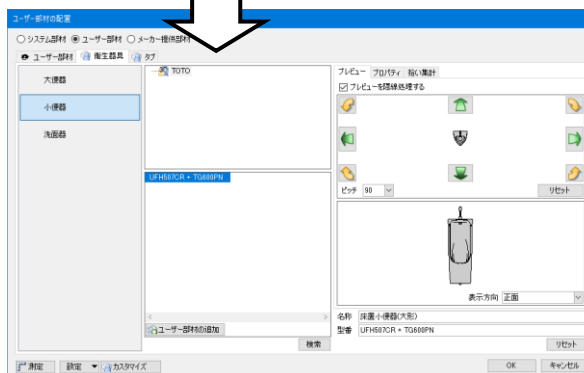 ユーザー部材の配置
システム部材 ユーザー部材 メーカー提供部材
ユーザー部材 衛生器具 タブ
大便器
小便器
洗面器
TOTO
UFH507CR + TG600PN
ユーザー部材の追加
検索
プレビュー プロパティ 拾い集計
プレビューを陰線処理する
ピッチ 90 リセット
表示方向 正面
名称 床置小便器(大形)
型番 UFH507CR + TG600PN
リセット
測定 設定 カスタマイズ
OK キャンセル